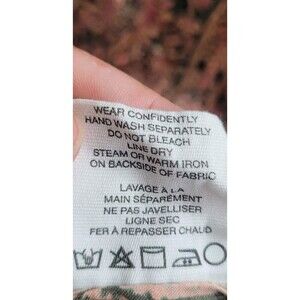 WEAR CONFIDENTLY
HAND WASH SEPARATELY
DO NOT BLEACH
LINE DRY
STEAM OR WARM IRON
ON BACKSIDE OF FABRIC
LAVAGE A LA
MAIN SÉPARÉMENT
NE PAS JAVELLISER
LIGNE SEC
FER À REPASSER CHAUD